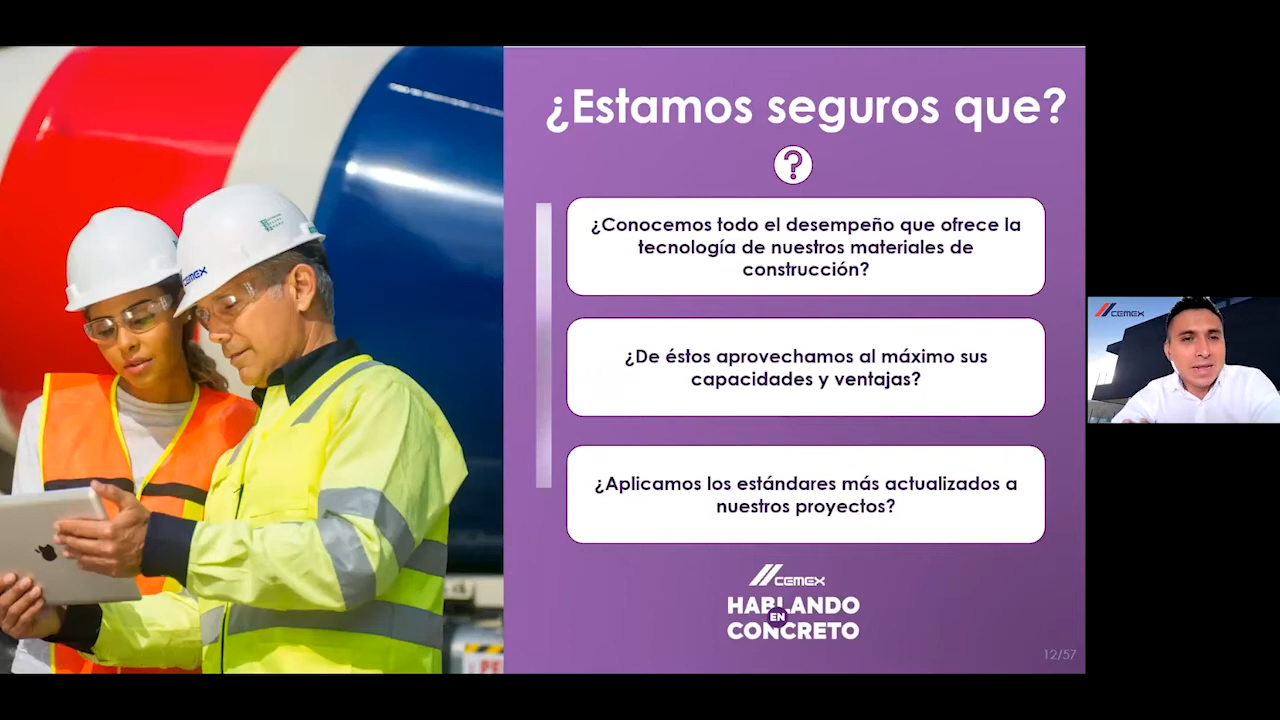 ¿Estamos seguros que?
?
¿Conocemos todo el desempeño que ofrece la
tecnología de nuestros materiales de
construcción?
¿De éstos aprovechamos al máximo sus
capacidades y ventajas?
¿Aplicamos los estándares más actualizados a
nuestros proyectos?
CEMEX
HABLANDO
EN
CONCRETO
12/57
CEMEX
CEMEX